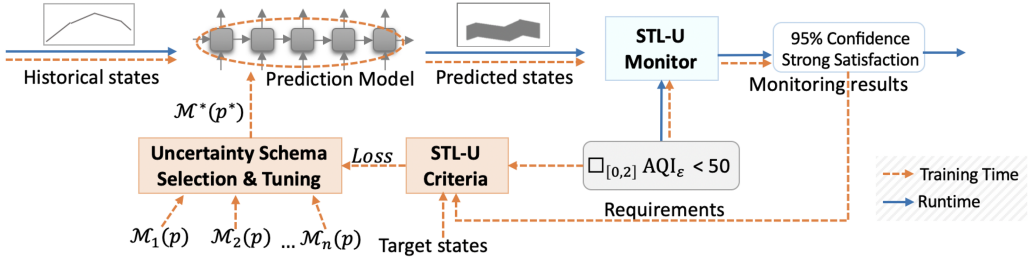 STL-U
Monitor
95% Confidence
Strong Satisfaction
Historical states
Prediction Model
Predicted states
Monitoring results
ℳ*(p*)
Uncertainty Schema
Selection & Tuning
Loss
STL-U
Criteria
□[0,2] AQIε < 50
Training Time
Runtime
Requirements
ℳ1(p)
ℳ2(p)
... ℳn(p)
Target states